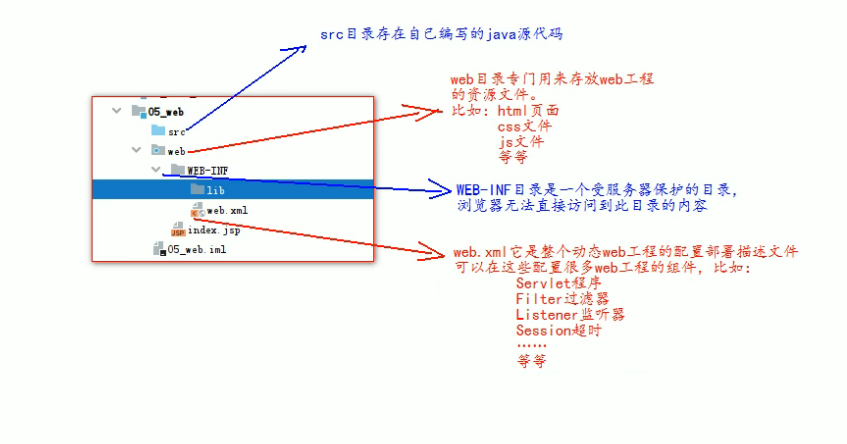 src目录存在自己编写的java源代码
web目录专门用来存放web工程
的资源文件。
比如：html页面
css文件
js文件
等等
05_web
src
web
WEB-INF
lib
web.xml
index.jsp
05_web.iml
WEB-INF目录是一个受服务器保护的目录，
浏览器无法直接访问到此目录的内容
web.xml它是整个动态web工程的配置部署描述文件
可以在这些配置很多web工程的组件，比如：
Servlet程序
Filter过滤器
Listener监听器
Session超时
……
等等